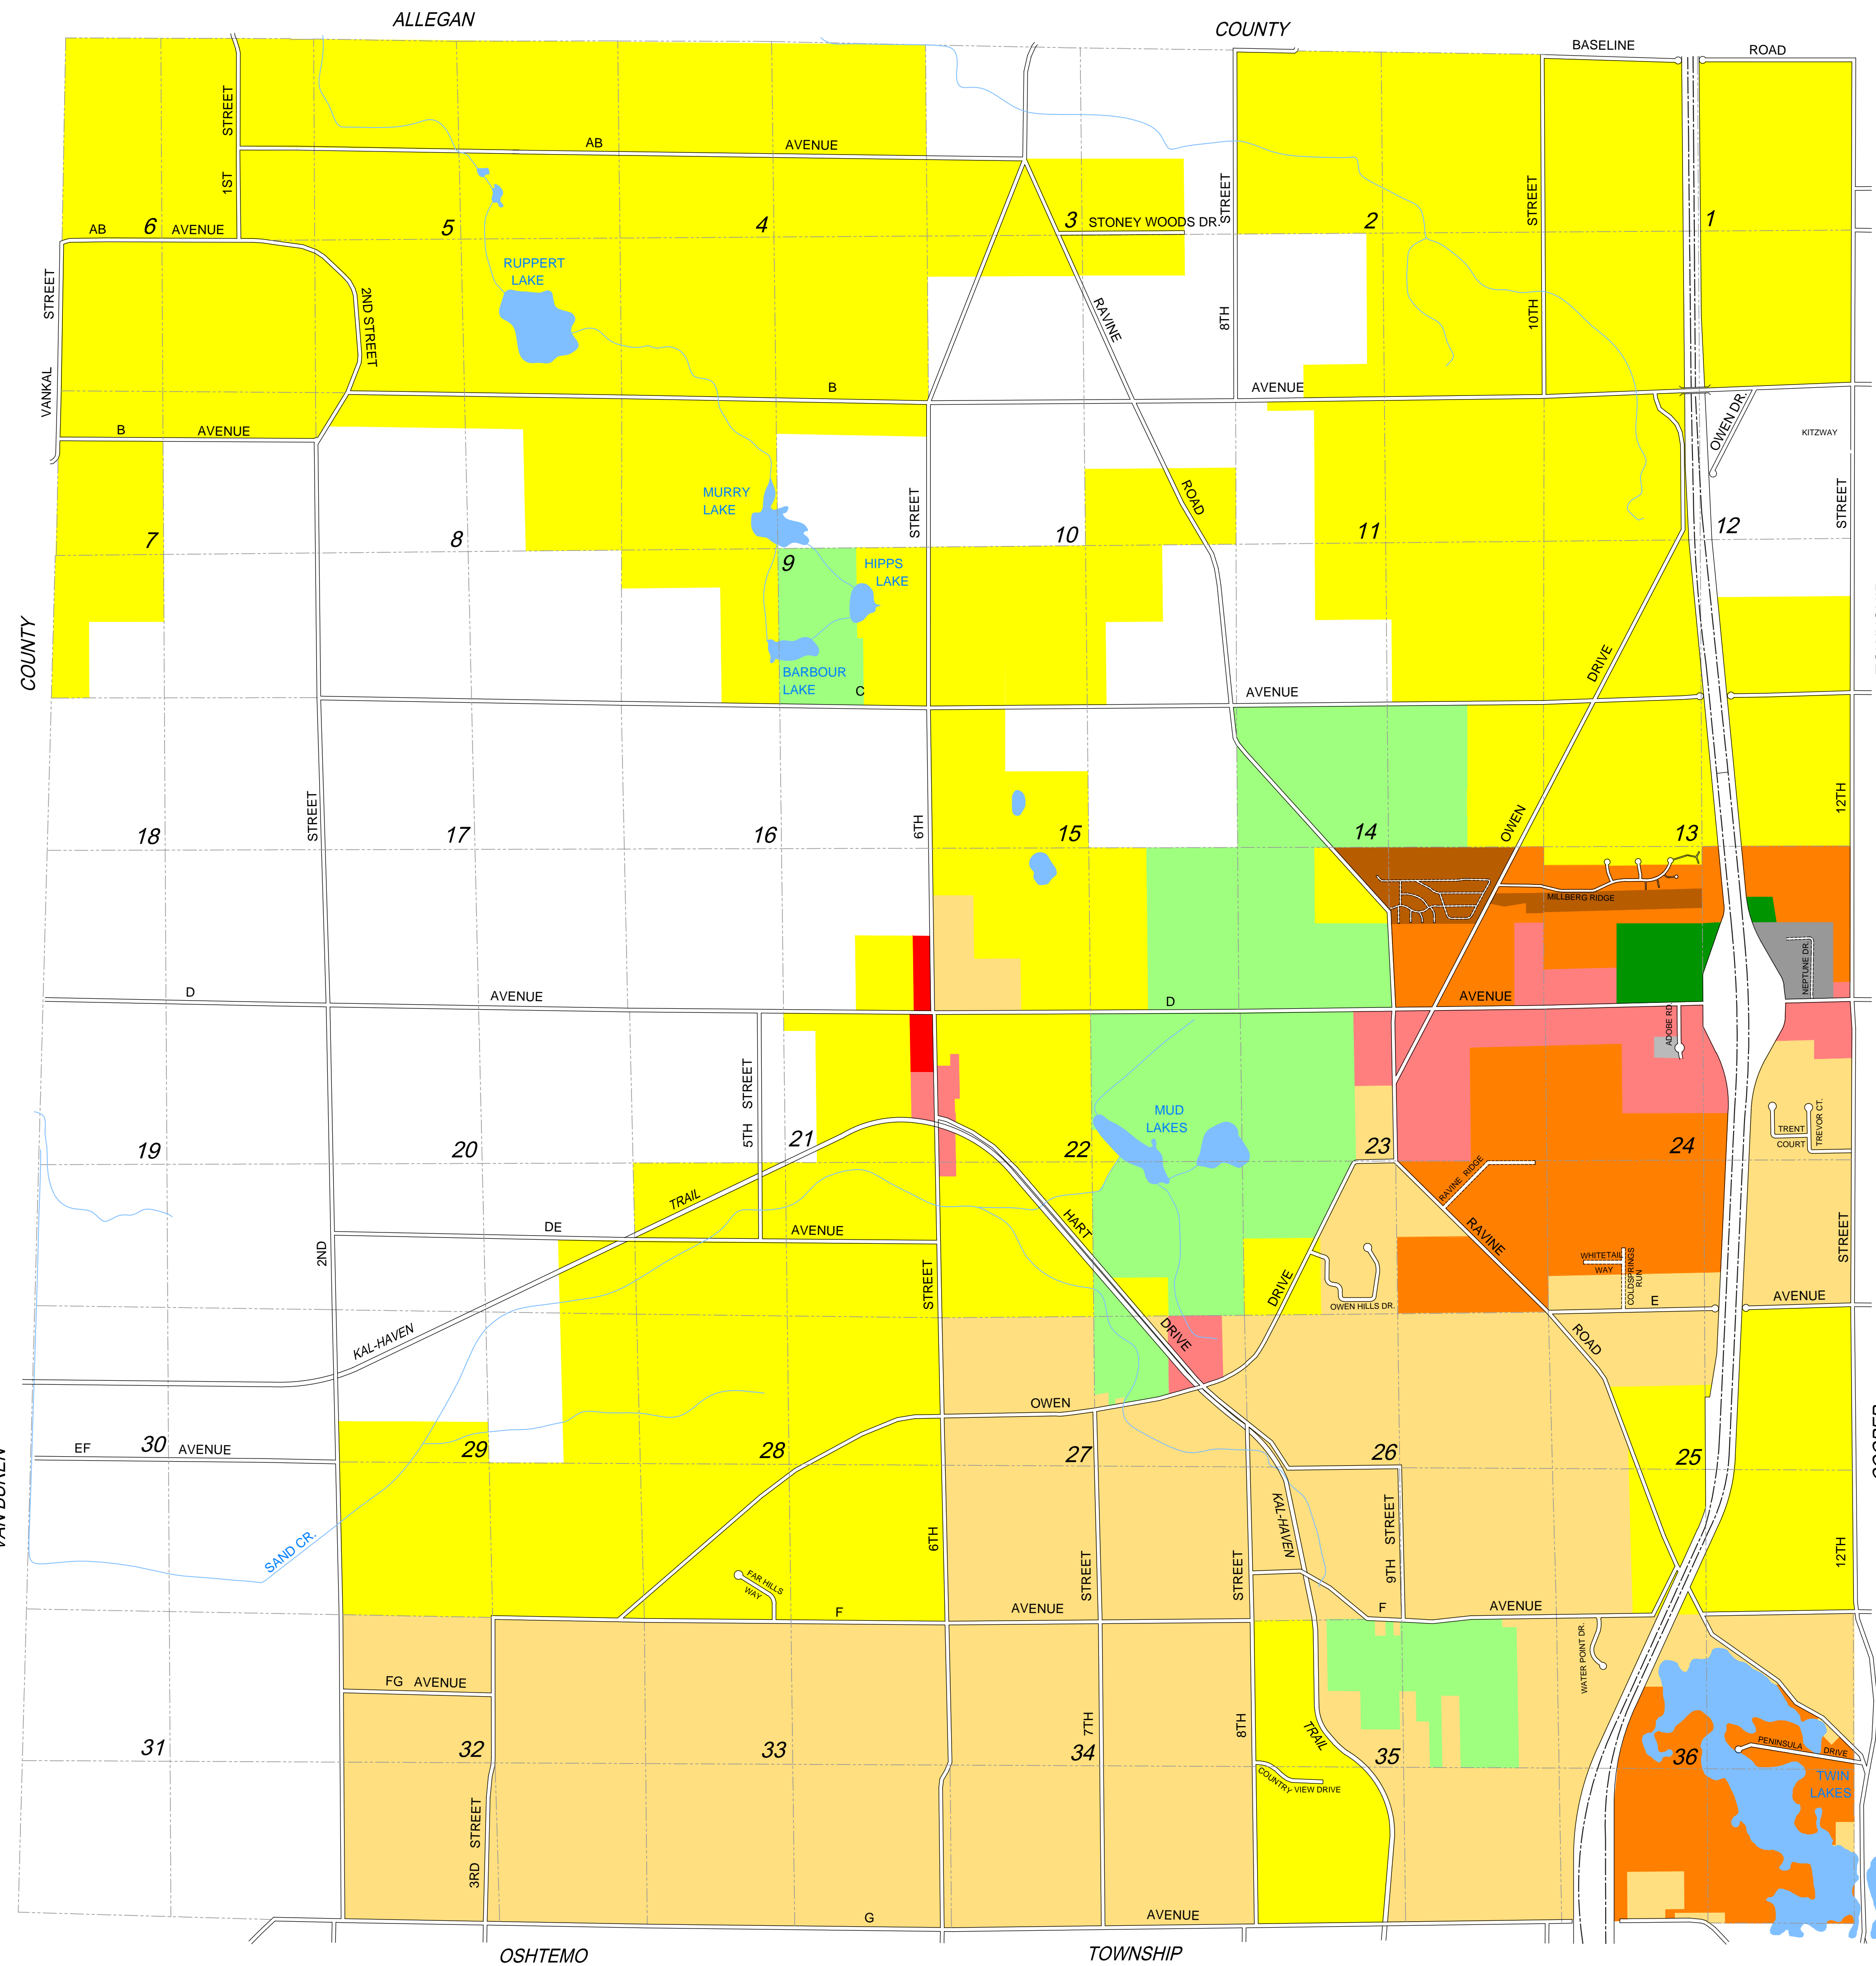 ALLEGAN
COUNTY
BASELINE
ROAD
STREET
1ST
AB
AVENUE
6
AB
AVENUE
5
4
3
STONEY WOODS DR.
STREET
8TH
2
STREET
10TH
1
RUPPERT
LAKE
STREET
VANKAL
2ND STREET
RAVINE
B
AVENUE
B
AVENUE
OWEN DR.
KITZWAY
STREET
MURRY
LAKE
STREET
ROAD
7
8
9
10
11
12
HIPPS
LAKE
COUNTY
BARBOUR
LAKE
C
AVENUE
DRIVE
18
STREET
17
16
6TH
15
14
OWEN
13
12TH
MILLBERG RIDGE
NEPTUNE DR.
D
AVENUE
D
AVENUE
ADOBE RD.
5TH
STREET
MUD
LAKES
TRENT
COURT
TREVOR CT.
19
20
21
22
23
24
TRAIL
HART
RAVINE RIDGE
RAVINE
2ND
DE
AVENUE
STREET
DRIVE
STREET
WHITETAIL
WAY
COLDSPRINGS
RUN
OWEN HILLS DR.
E
AVENUE
KAL-HAVEN
DRIVE
ROAD
OWEN
EF
30
AVENUE
29
28
27
26
25
VAN BUREN
COOPER
SAND CR.
6TH
STREET
STREET
KAL-HAVEN
9TH
STREET
12TH
FAR HILLS
WAY
F
AVENUE
F
AVENUE
WATER POINT DR.
FG
AVENUE
31
32
33
7TH
34
8TH
TRAIL
35
36
PENINSULA
DRIVE
TWIN
LAKES
COUNTRY VIEW DRIVE
3RD
STREET
G
AVENUE
OSHTEMO
TOWNSHIP